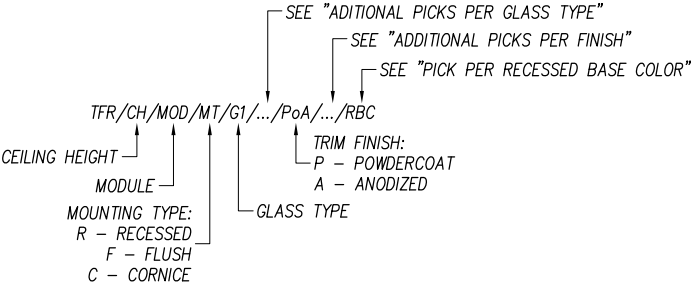 SEE "ADITIONAL PICKS PER GLASS TYPE"
SEE "ADDITIONAL PICKS PER FINISH"
SEE "PICK PER RECESSED BASE COLOR"
TFR/CH/MOD/MT/G1/.../PoA/.../RBC
CEILING HEIGHT
MODULE
MOUNTING TYPE:
R - RECESSED
F - FLUSH
C - CORNICE
GLASS TYPE
TRIM FINISH:
P - POWDERCOAT
A - ANODIZED